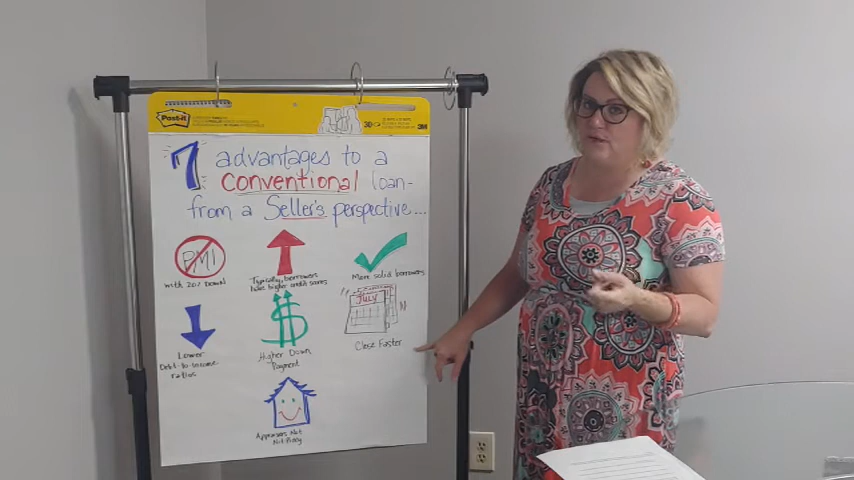 Post-it
30
3M
7 advantages to a
conventional loan-
from a Seller's perspective...
PMI
with 20% Down
Typically, borrowers
have higher credit scores
More solid borrowers
Lower
Debt-to-income
ratios
$
Higher Down
Payment
JULY
Close Faster
Appraisers Not
Nit-Picky